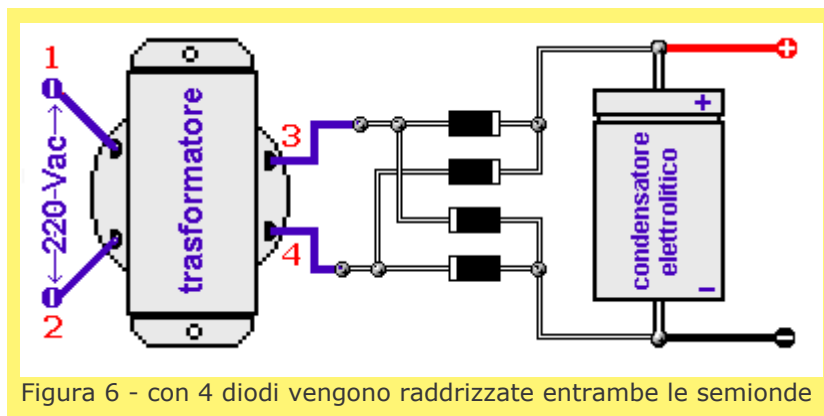 1
←220-Vac→
2
trasformatore
3
4
+
+
condensatore
elettrolitico
−
−
Figura 6 - con 4 diodi vengono raddrizzate entrambe le semionde